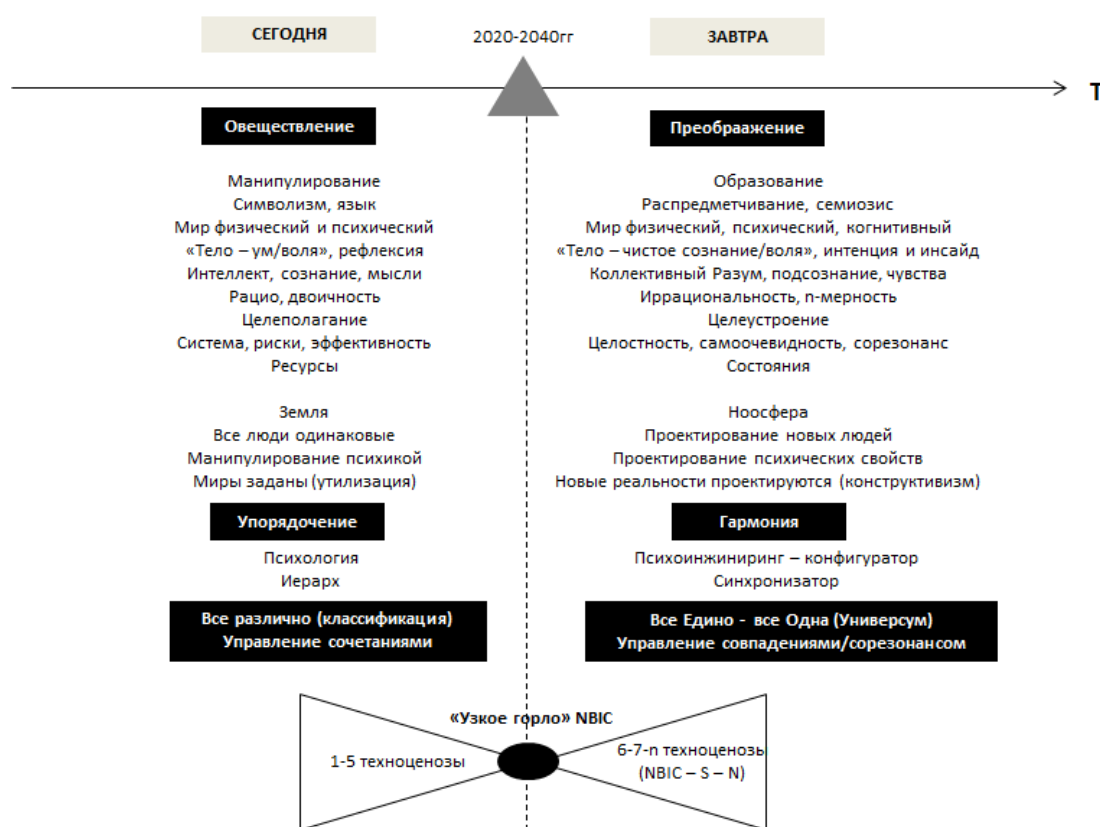 СЕГОДНЯ
2020-2040гг
ЗАВТРА
T
Овеществление
Манипулирование
Символизм, язык
Мир физический и психический
«Тело – ум/воля», рефлексия
Интеллект, сознание, мысли
Рацио, двоичность
Целеполагание
Система, риски, эффективность
Ресурсы
Земля
Все люди одинаковые
Манипулирование психикой
Миры заданы (утилизация)
Упорядочение
Психология
Иерарх
Все различно (классификация)
Управление сочетаниями
Преобраажение
Образование
Распредметчивание, семиозис
Мир физический, психический, когнитивный
«Тело – чистое сознание/воля», интенция и инсайд
Коллективный Разум, подсознание, чувства
Иррациональность, n-мерность
Целеустроение
Целостность, самоочевидность, сорезонанс
Состояния
Ноосфера
Проектирование новых людей
Проектирование психических свойств
Новые реальности проектируются (конструктивизм)
Гармония
Психоинжиниринг – конфигуратор
Синхронизатор
Все Едино - все Одна (Универсум)
Управление совпадениями/сорезонансом
«Узкое горло» NBIC
1-5 техноценозы
6-7-n техноценозы
(NBIC – S – N)